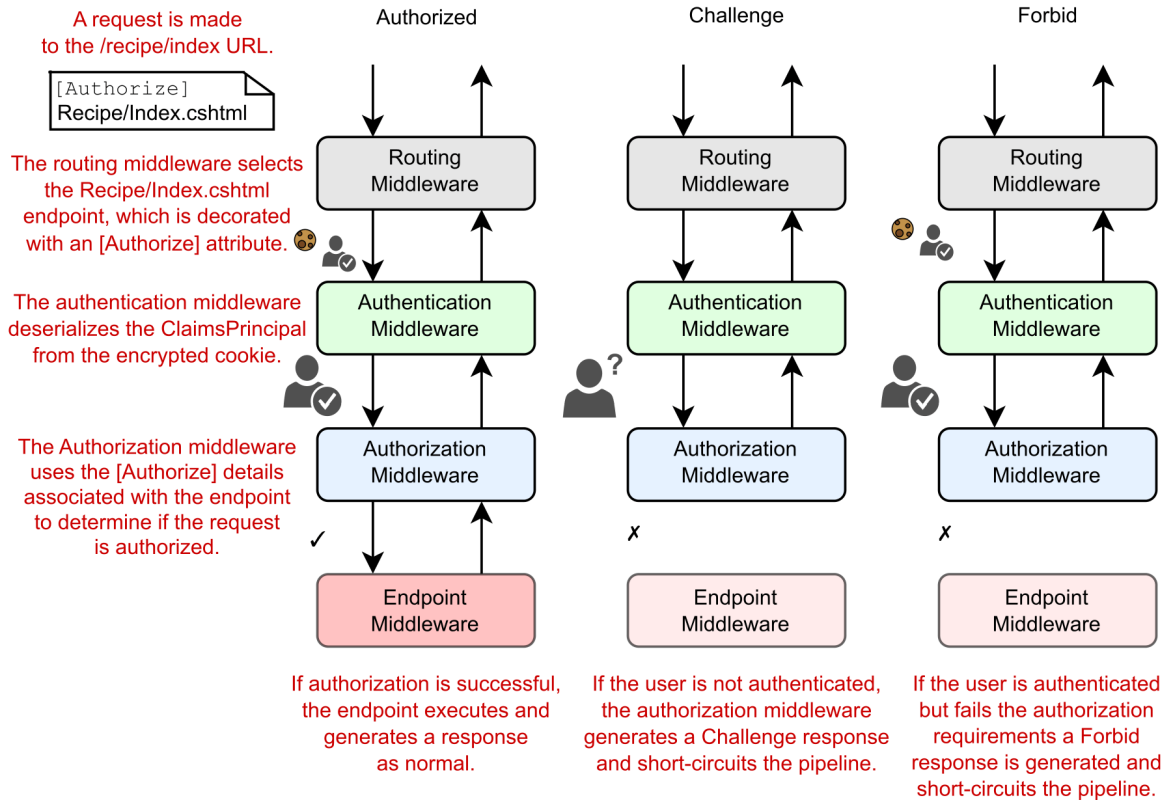 A request is made
to the /recipe/index URL.
[Authorize]
Recipe/Index.cshtml
The routing middleware selects
the Recipe/Index.cshtml
endpoint, which is decorated
with an [Authorize] attribute.
The authentication middleware
deserializes the ClaimsPrincipal
from the encrypted cookie.
The Authorization middleware
uses the [Authorize] details
associated with the endpoint
to determine if the request
is authorized.
Authorized
Routing
Middleware
Authentication
Middleware
Authorization
Middleware
✓
Endpoint
Middleware
If authorization is successful,
the endpoint executes and
generates a response
as normal.
Challenge
Routing
Middleware
Authentication
Middleware
?
Authorization
Middleware
✗
Endpoint
Middleware
If the user is not authenticated,
the authorization middleware
generates a Challenge response
and short-circuits the pipeline.
Forbid
Routing
Middleware
Authentication
Middleware
Authorization
Middleware
✗
Endpoint
Middleware
If the user is authenticated
but fails the authorization
requirements a Forbid
response is generated and
short-circuits the pipeline.